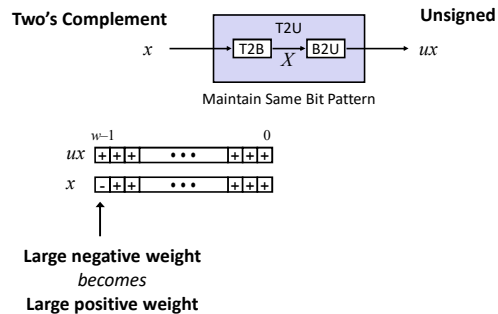 Two's Complement
Unsigned
T2U
x T2B B2U ux
X
Maintain Same Bit Pattern
w–1 0
ux + + + • • • + + +
x - + + • • • + + +
Large negative weight
becomes
Large positive weight